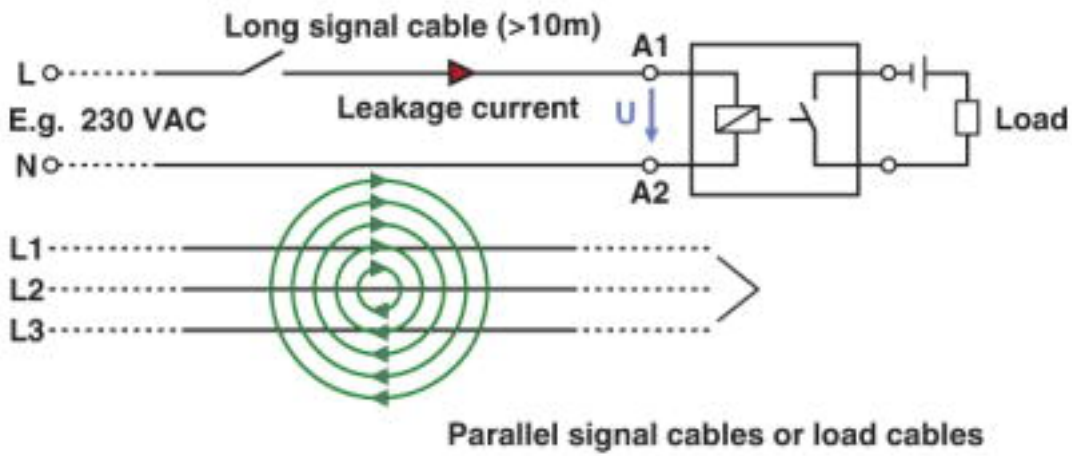 Long signal cable (>10m)
A1
L
Leakage current
U
E.g. 230 VAC
Load
N
A2
L1
L2
L3
Parallel signal cables or load cables